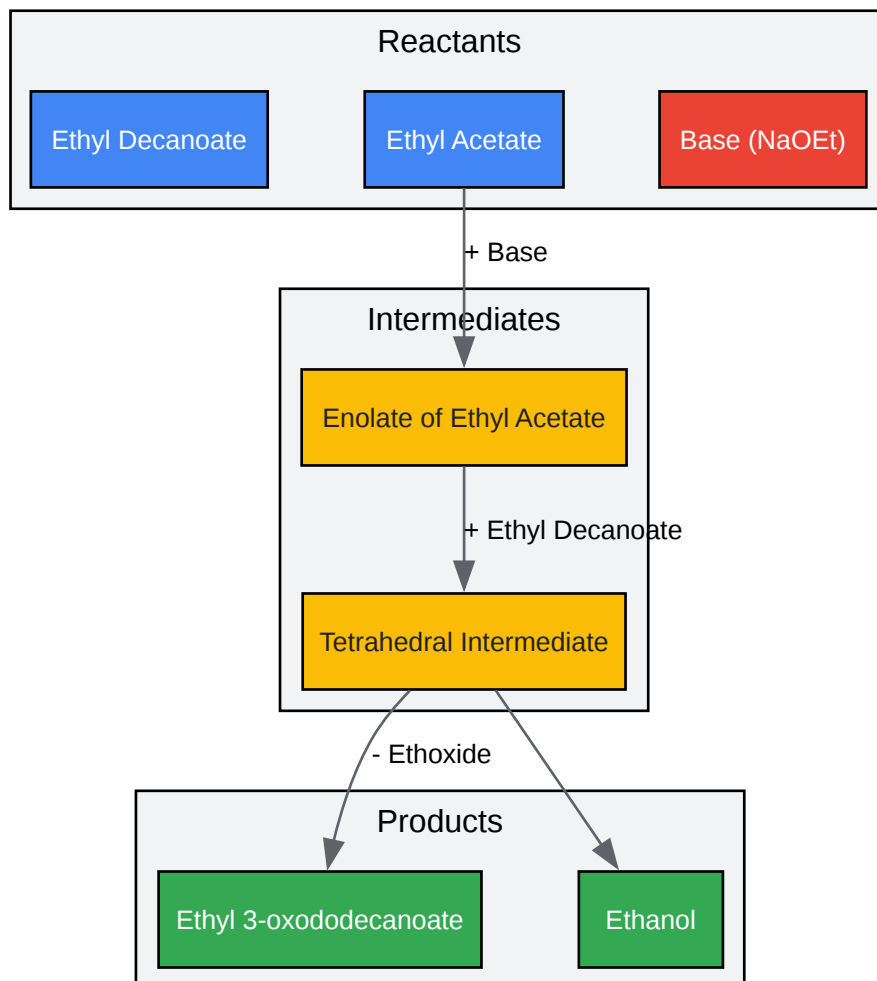 Reactants
Ethyl Decanoate
Ethyl Acetate
Base (NaOEt)
+ Base
Intermediates
Enolate of Ethyl Acetate
+ Ethyl Decanoate
Tetrahedral Intermediate
- Ethoxide
Products
Ethyl 3-oxododecanoate
Ethanol